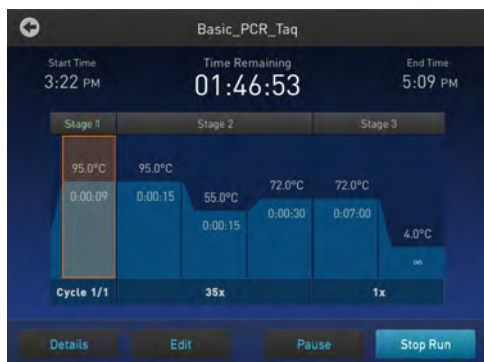 Basic_PCR_Taq
Start Time Time Remaining End Time
3:22 PM 01:46:53 5:09 PM
Stage 1 Stage 2 Stage 3
95.0°C 95.0°C 55.0°C 72.0°C 72.0°C 4.0°C
0:00:09 0:00:15 0:00:15 0:00:30 0:07:00 ∞
Cycle 1/1 35x 1x
Details Edit Pause Stop Run